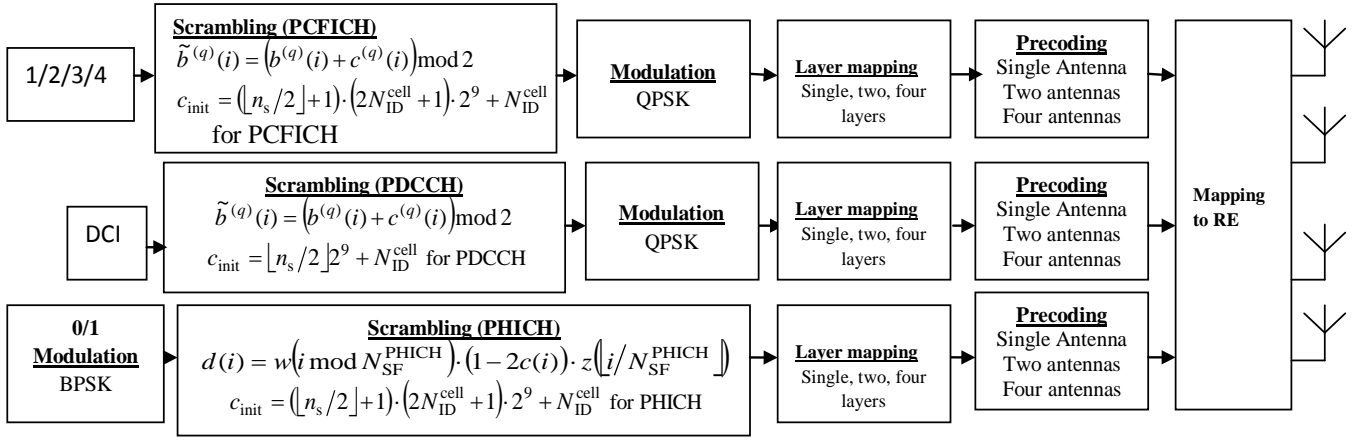 1/2/3/4
Scrambling (PCFICH)
b̃^(q)(i) = (b^(q)(i) + c^(q)(i)) mod 2
c_init = (⌊n_s/2⌋+1)·(2N_ID^cell+1)·2^9 + N_ID^cell
for PCFICH
Modulation
QPSK
Layer mapping
Single, two, four
layers
Precoding
Single Antenna
Two antennas
Four antennas
DCI
Scrambling (PDCCH)
b̃^(q)(i) = (b^(q)(i) + c^(q)(i)) mod 2
c_init = ⌊n_s/2⌋2^9 + N_ID^cell for PDCCH
Modulation
QPSK
Layer mapping
Single, two, four
layers
Precoding
Single Antenna
Two antennas
Four antennas
Mapping
to RE
0/1
Modulation
BPSK
Scrambling (PHICH)
d(i) = w(i mod N_SF^PHICH)·(1−2c(i))·z(⌊i/N_SF^PHICH⌋)
c_init = (⌊n_s/2⌋+1)·(2N_ID^cell+1)·2^9 + N_ID^cell for PHICH
Layer mapping
Single, two, four
layers
Precoding
Single Antenna
Two antennas
Four antennas